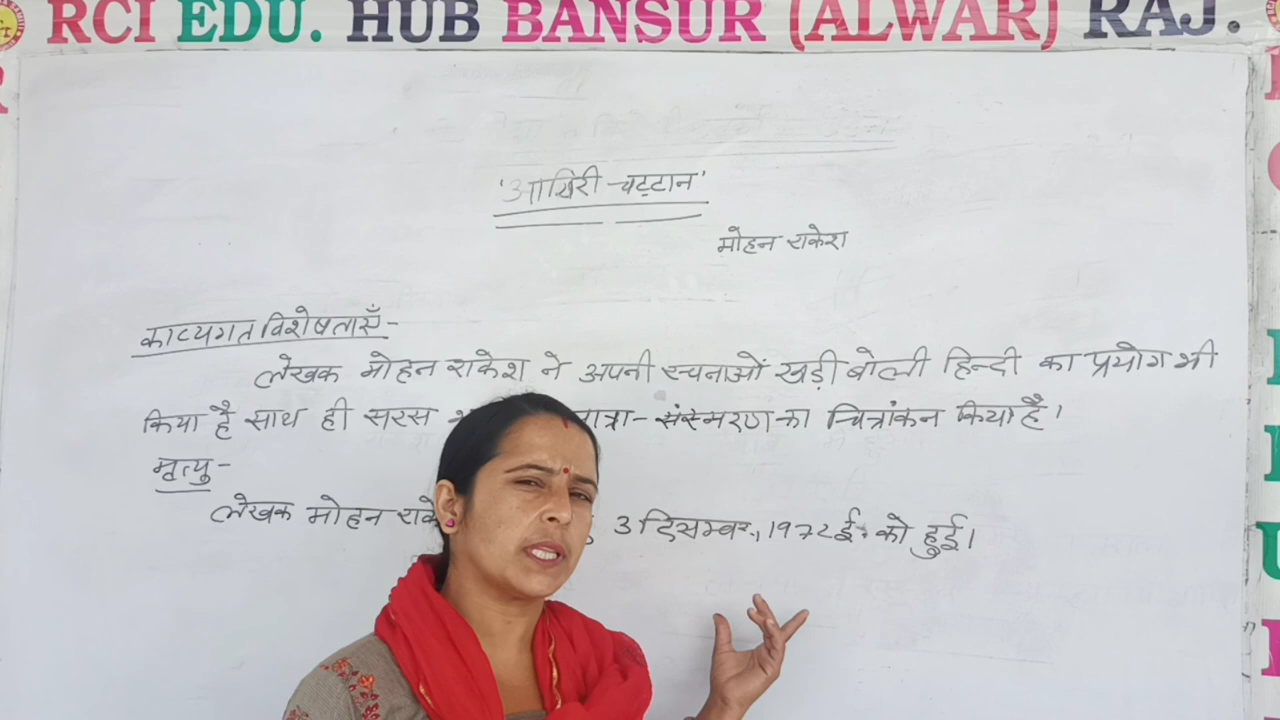 RCI EDU. HUB BANSUR (ALWAR) RAJ.
'आखिरी चट्टान'
मोहन राकेश
काव्यगत विशेषताएँ-
लेखक मोहन राकेश ने अपनी रचनाओं खड़ी बोली हिन्दी का प्रयोग भी
किया है साथ ही सरस यात्रा-संस्मरण का चित्रांकन किया है।
मृत्यु-
लेखक मोहन 3 दिसम्बर, 1972 ई. को हुई।